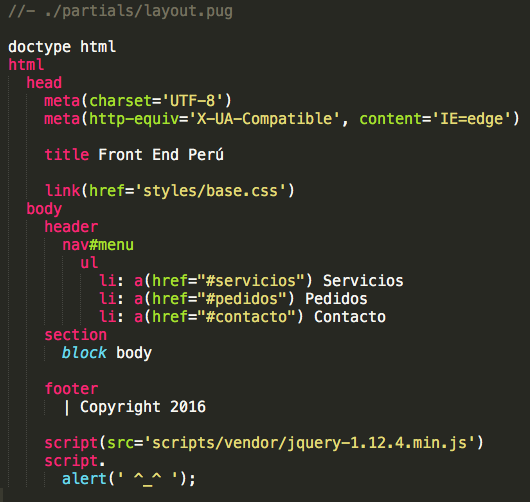 //- ./partials/layout.pug

doctype html
html
  head
    meta(charset='UTF-8')
    meta(http-equiv='X-UA-Compatible', content='IE=edge')

    title Front End Perú

    link(href='styles/base.css')
  body
    header
      nav#menu
        ul
          li: a(href="#servicios") Servicios
          li: a(href="#pedidos") Pedidos
          li: a(href="#contacto") Contacto
    section
      block body

    footer
      | Copyright 2016

    script(src='scripts/vendor/jquery-1.12.4.min.js')
    script.
      alert(' ^_^ ');